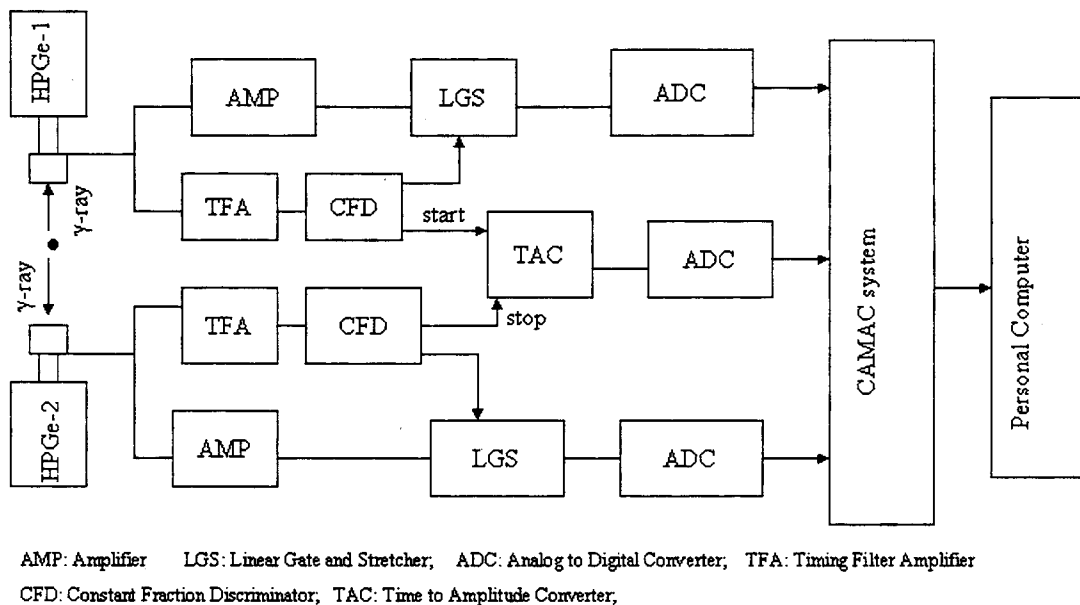 HPGe-1
γ-ray
γ-ray
HPGe-2
AMP
LGS
ADC
TFA
CFD
start
TAC
ADC
TFA
CFD
stop
AMP
LGS
ADC
CAMAC system
Personal Computer
AMP: Amplifier LGS: Linear Gate and Stretcher; ADC: Analog to Digital Converter; TFA: Timing Filter Amplifier
CFD: Constant Fraction Discriminator; TAC: Time to Amplitude Converter;